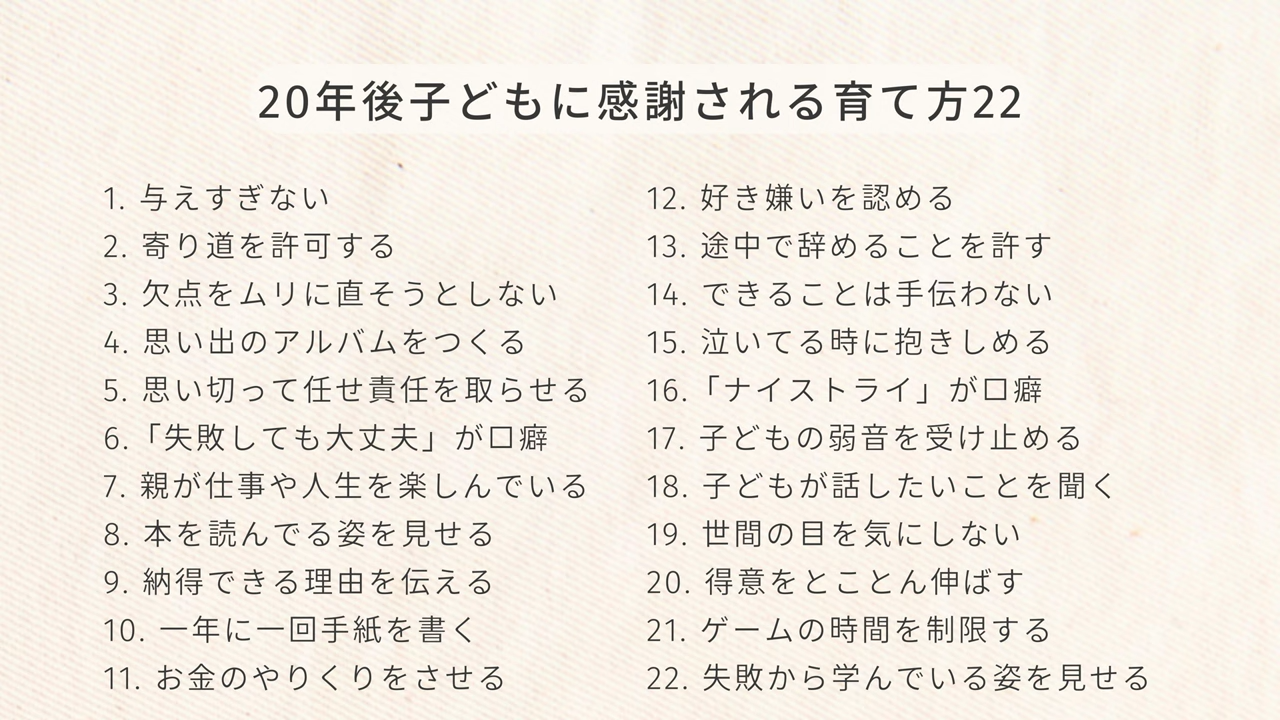 20年後子どもに感謝される育て方22
1. 与えすぎない
2. 寄り道を許可する
3. 欠点をムリに直そうとしない
4. 思い出のアルバムをつくる
5. 思い切って任せ責任を取らせる
6.「失敗しても大丈夫」が口癖
7. 親が仕事や人生を楽しんでいる
8. 本を読んでる姿を見せる
9. 納得できる理由を伝える
10. 一年に一回手紙を書く
11. お金のやりくりをさせる
12. 好き嫌いを認める
13. 途中で辞めることを許す
14. できることは手伝わない
15. 泣いてる時に抱きしめる
16.「ナイストライ」が口癖
17. 子どもの弱音を受け止める
18. 子どもが話したいことを聞く
19. 世間の目を気にしない
20. 得意をとことん伸ばす
21. ゲームの時間を制限する
22. 失敗から学んでいる姿を見せる